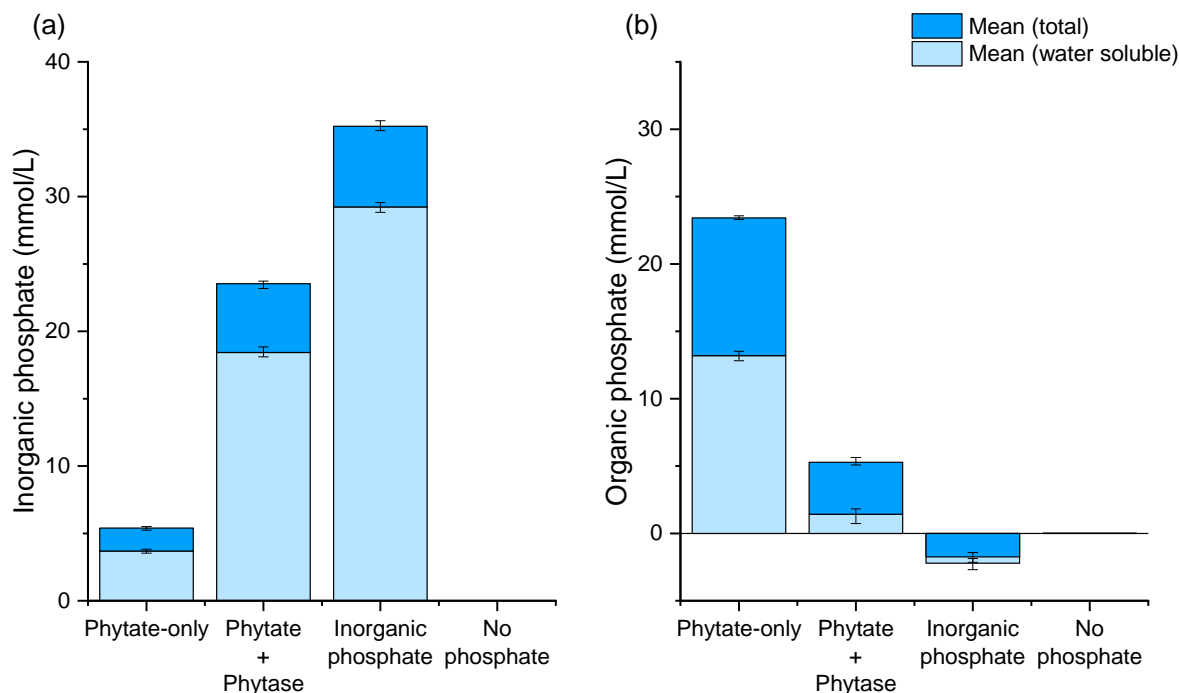 (a)
Inorganic phosphate (mmol/L)
40
30
20
10
0
Phytate-only
Phytate
+
Phytase
Inorganic
phosphate
No
phosphate
(b)
Mean (total)
Mean (water soluble)
Organic phosphate (mmol/L)
30
20
10
0
Phytate-only
Phytate
+
Phytase
Inorganic
phosphate
No
phosphate